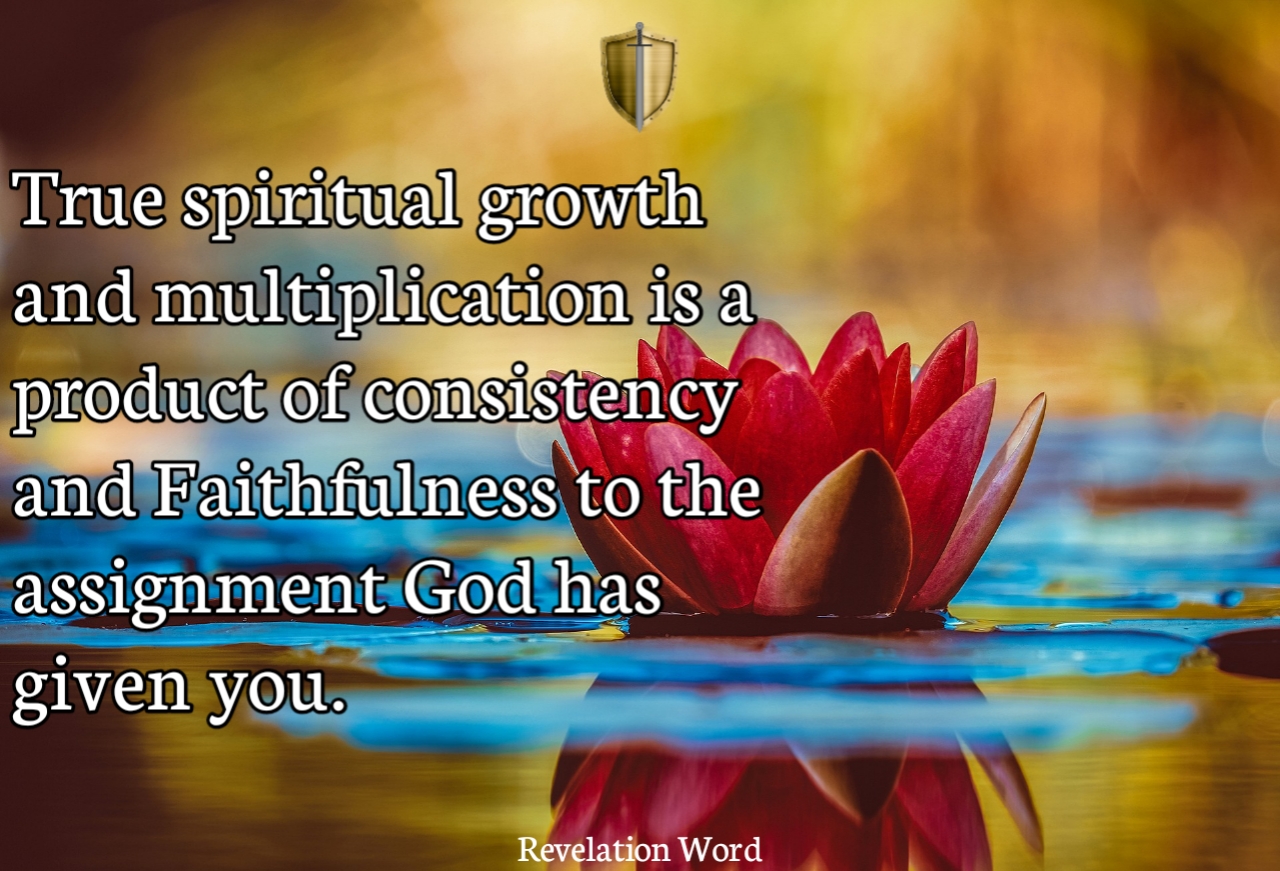 True spiritual growth
and multiplication is a
product of consistency
and Faithfulness to the
assignment God has
given you.
Revelation Word